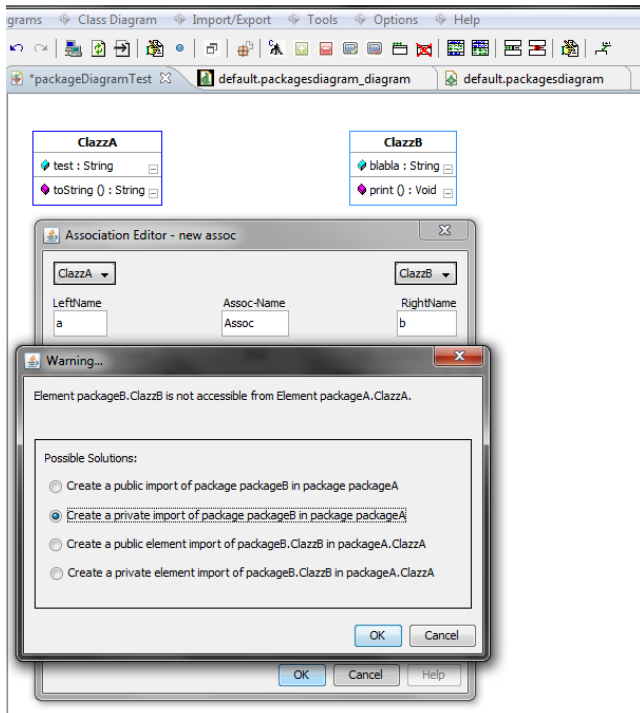 grams Class Diagram Import/Export Tools Options Help
*packageDiagramTest default.packagesdiagram_diagram default.packagesdiagram
ClazzA ClazzB
test : String blabla : String
toString () : String print () : Void
Association Editor - new assoc
ClazzA ClazzB
LeftName Assoc-Name RightName
a Assoc b
Warning...
Element packageB.ClazzB is not accessible from Element packageA.ClazzA.
Possible Solutions:
Create a public import of package packageB in package packageA
Create a private import of package packageB in package packageA
Create a public element import of packageB.ClazzB in packageA.ClazzA
Create a private element import of packageB.ClazzB in packageA.ClazzA
OK Cancel
OK Cancel Help